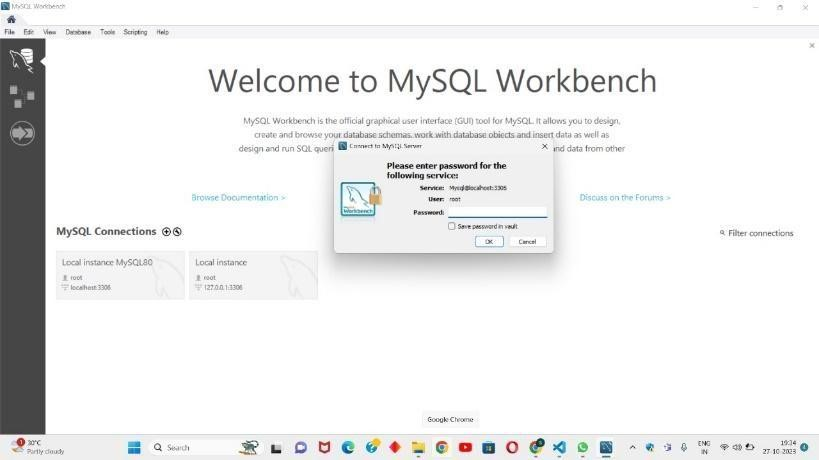 MySQL Workbench
File Edit View Database Tools Scripting Help
Welcome to MySQL Workbench
MySQL Workbench is the official graphical user interface (GUI) tool for MySQL. It allows you to design,
create and browse your database schemas, work with database objects and insert data as well as
design and run SQL and data from other
Connect to MySQL Server
Please enter password for the
following service:
Service: Mysql@localhost:3306
User: root
Password:
Save password in vault
OK Cancel
MySQL
Workbench
Browse Documentation >
Discuss on the Forums >
MySQL Connections
Filter connections
Local instance MySQL80
root
localhost:3306
Local instance
root
127.0.0.1:3306
Google Chrome
1
30°C
Partly cloudy
Search
ENG
IN
19:34
27-10-2023